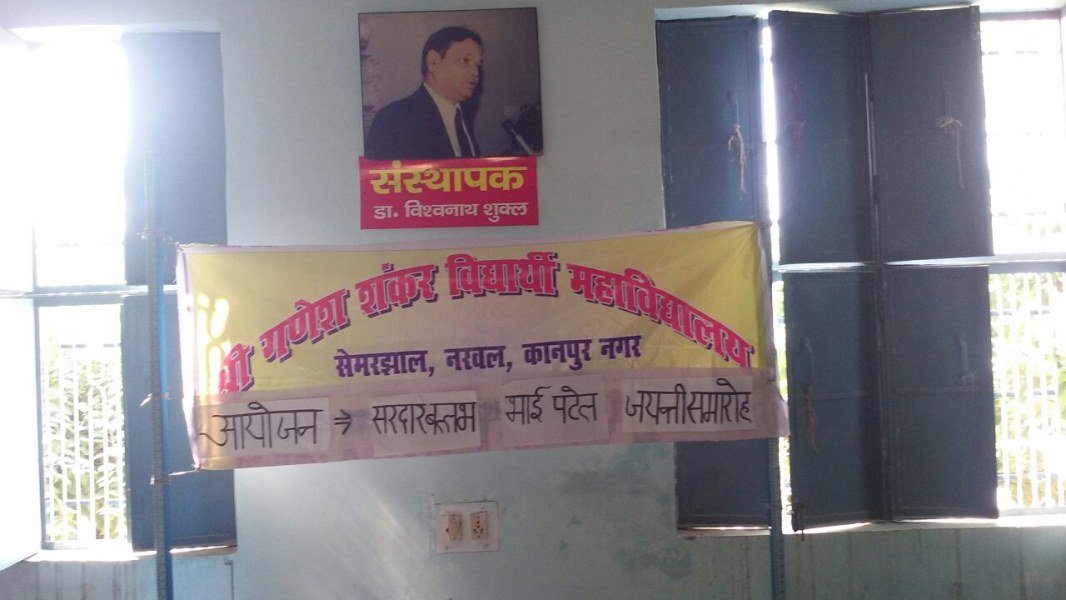 संस्थापक
डा. विश्वनाथ शुक्ल
श्री गणेश शंकर विद्यार्थी महाविद्यालय
सेमरझाल, नरवल, कानपुर नगर
आयोजन ⇒ सरदारबल्लभ भाई पटेल जयन्तीसमारोह